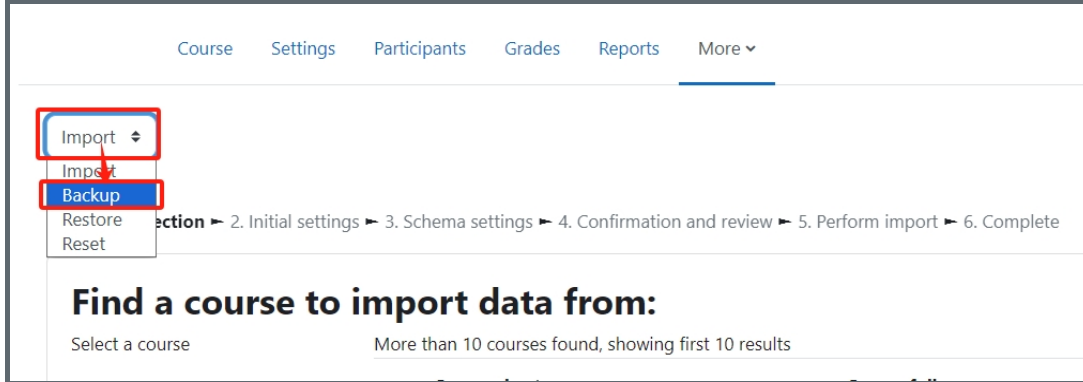 Course Settings Participants Grades Reports More
Import
Import
Backup
Restore
Reset
ection ► 2. Initial settings ► 3. Schema settings ► 4. Confirmation and review ► 5. Perform import ► 6. Complete
Find a course to import data from:
Select a course More than 10 courses found, showing first 10 results